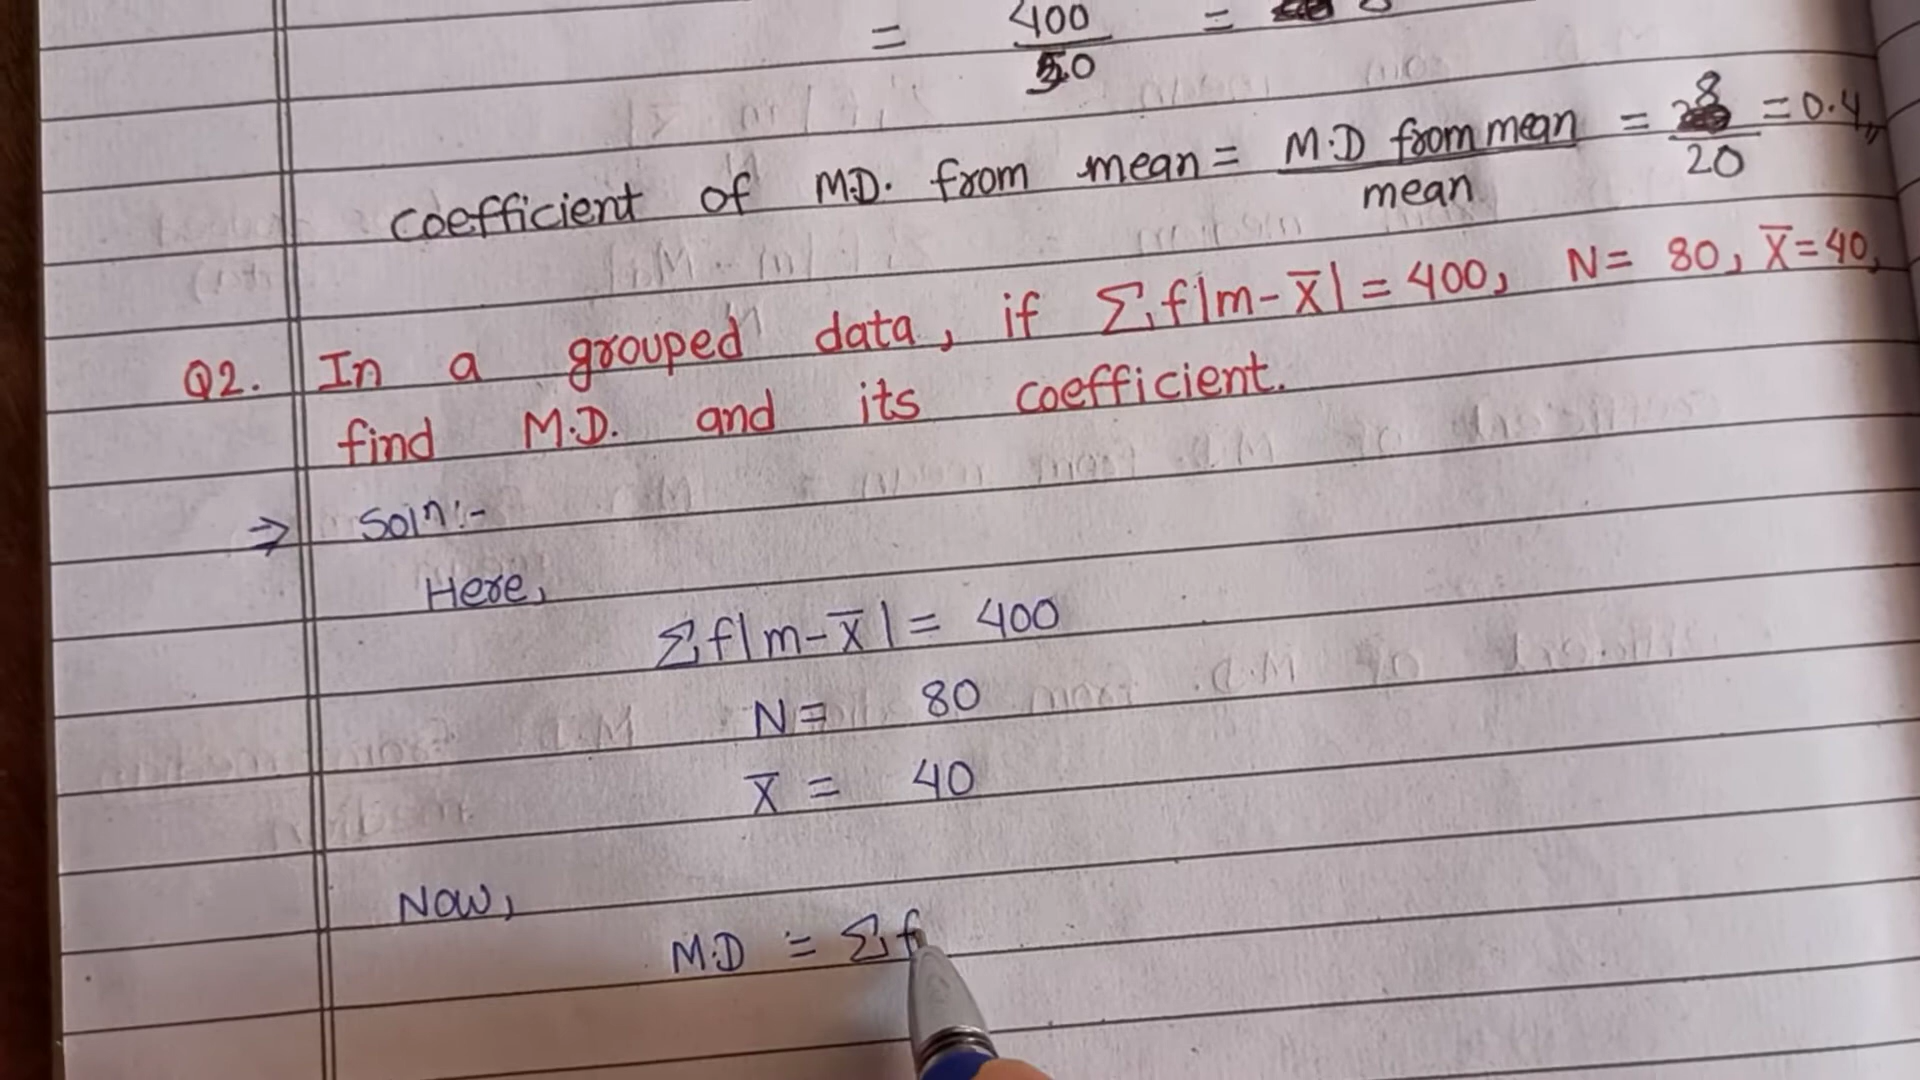 = 400/50 =
Coefficient of M.D. from mean = M.D from mean / mean = 8/20 = 0.4,,
Q2. In a grouped data, if Σf|m-X̅| = 400, N= 80, X̅=40,
find M.D. and its coefficient.
⇒ Soln:-
Here,
Σf|m-X̅| = 400
N= 80
X̅ = 40
Now,
M.D = Σf